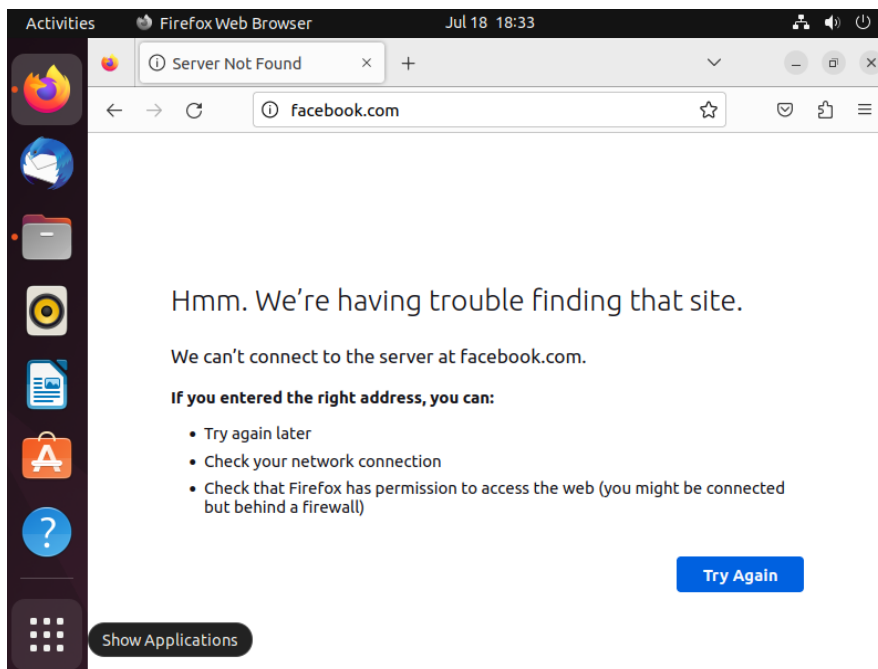 Activities Firefox Web Browser Jul 18 18:33
Server Not Found
facebook.com
Hmm. We’re having trouble finding that site.
We can’t connect to the server at facebook.com.
If you entered the right address, you can:
• Try again later
• Check your network connection
• Check that Firefox has permission to access the web (you might be connected
but behind a firewall)
Try Again
Show Applications